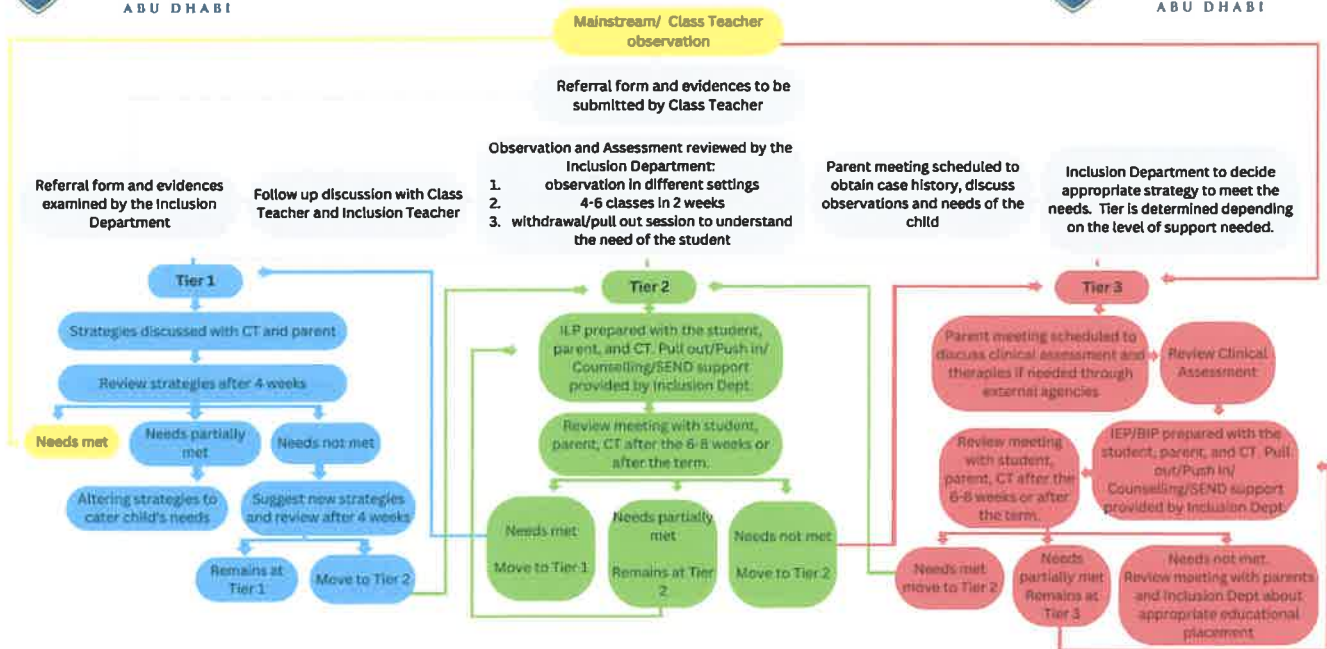 ABU DHABI
ABU DHABI
Mainstream/ Class Teacher
observation
Referral form and evidences to be
submitted by Class Teacher
Referral form and evidences
examined by the Inclusion
Department
Follow up discussion with Class
Teacher and Inclusion Teacher
Observation and Assessment reviewed by the
Inclusion Department:
1. observation in different settings
2. 4-6 classes in 2 weeks
3. withdrawal/pull out session to understand
the need of the student
Parent meeting scheduled to
obtain case history, discuss
observations and needs of the
child
Inclusion Department to decide
appropriate strategy to meet the
needs. Tier is determined depending
on the level of support needed.
Tier 1
Strategies discussed with CT and parent
Review strategies after 4 weeks
Needs met
Needs partially
met
Needs not met
Altering strategies to
cater child's needs
Suggest new strategies
and review after 4 weeks
Remains at
Tier 1
Move to Tier 2
Tier 2
ILP prepared with the student,
parent, and CT. Pull out/Push in/
Counselling/SEND support
provided by Inclusion Dept.
Review meeting with student,
parent, CT after the 6-8 weeks or
after the term.
Needs met
Move to Tier 1
Needs partially
met
Remains at Tier
2
Needs not met
Move to Tier 2
Tier 3
Parent meeting scheduled to
discuss clinical assessment and
therapies if needed through
external agencies
Review Clinical
Assessment
IEP/BIP prepared with the
student, parent, and CT. Pull
out/Push In/
Counselling/SEND support
provided by Inclusion Dept.
Review meeting
with student,
parent, CT after the
6-8 weeks or after
the term.
Needs met
move to Tier 2
Needs
partially met
Remains at
Tier 3
Needs not met.
Review meeting with parents
and Inclusion Dept about
appropriate educational
placement